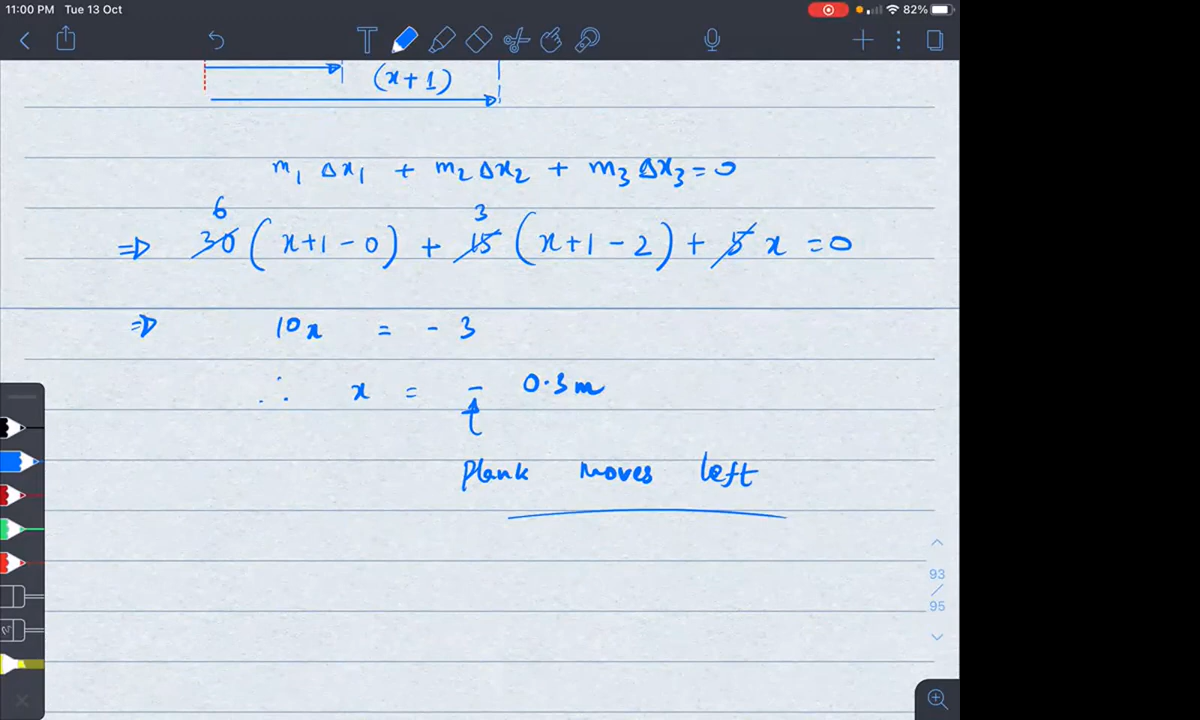 11:00 PM Tue 13 Oct 82%
T
(x+1)
m₁ Δx₁ + m₂ Δx₂ + m₃ Δx₃ = 0
6 3
⇒ 30 (x+1-0) + 15 (x+1-2) + 5 x = 0
⇒ 10x = - 3
∴ x = - 0.3m
↑
Plank moves left
93
/
95